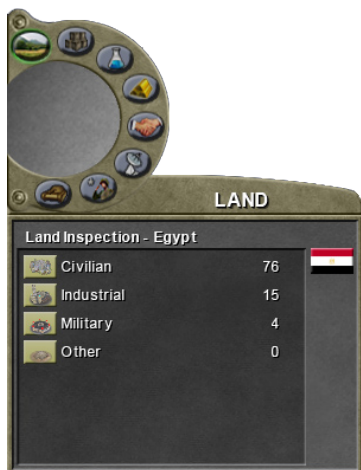 LAND
Land Inspection - Egypt
Civilian 76
Industrial 15
Military 4
Other 0